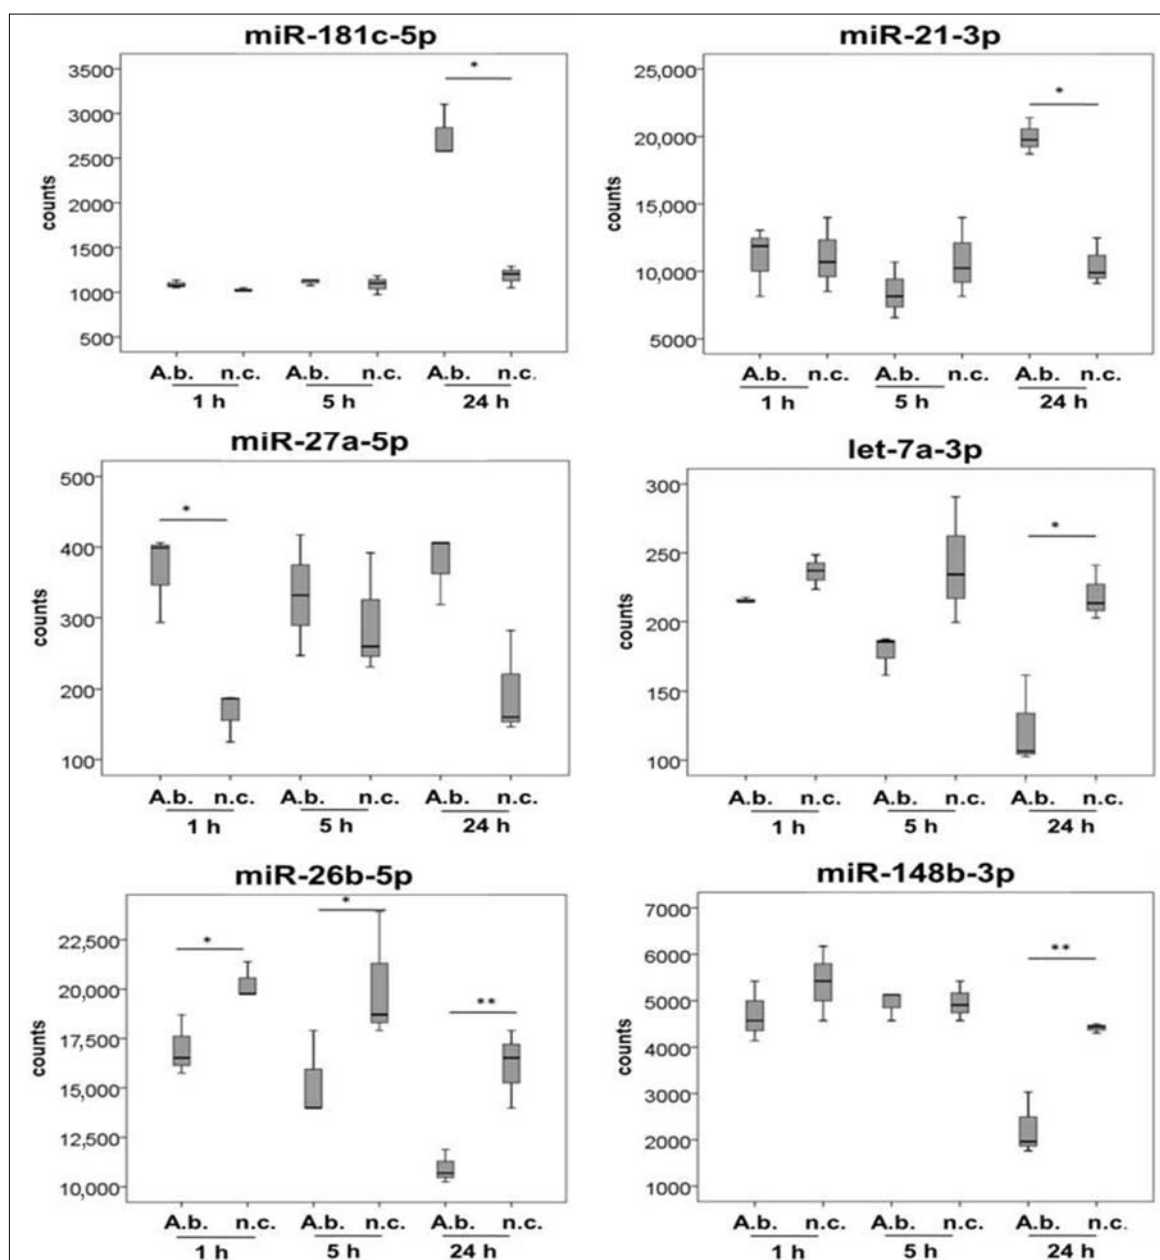 miR-181c-5p
3500
3000
2500
2000
1500
1000
500
counts
*
A.b. n.c. A.b. n.c. A.b. n.c.
1 h 5 h 24 h
miR-21-3p
25,000
20,000
15,000
10,000
5000
counts
*
A.b. n.c. A.b. n.c. A.b. n.c.
1 h 5 h 24 h
miR-27a-5p
500
400
300
200
100
counts
*
A.b. n.c. A.b. n.c. A.b. n.c.
1 h 5 h 24 h
let-7a-3p
300
250
200
150
100
counts
*
A.b. n.c. A.b. n.c. A.b. n.c.
1 h 5 h 24 h
miR-26b-5p
22,500
20,000
17,500
15,000
12,500
10,000
counts
*
*
**
A.b. n.c. A.b. n.c. A.b. n.c.
1 h 5 h 24 h
miR-148b-3p
7000
6000
5000
4000
3000
2000
1000
counts
**
A.b. n.c. A.b. n.c. A.b. n.c.
1 h 5 h 24 h